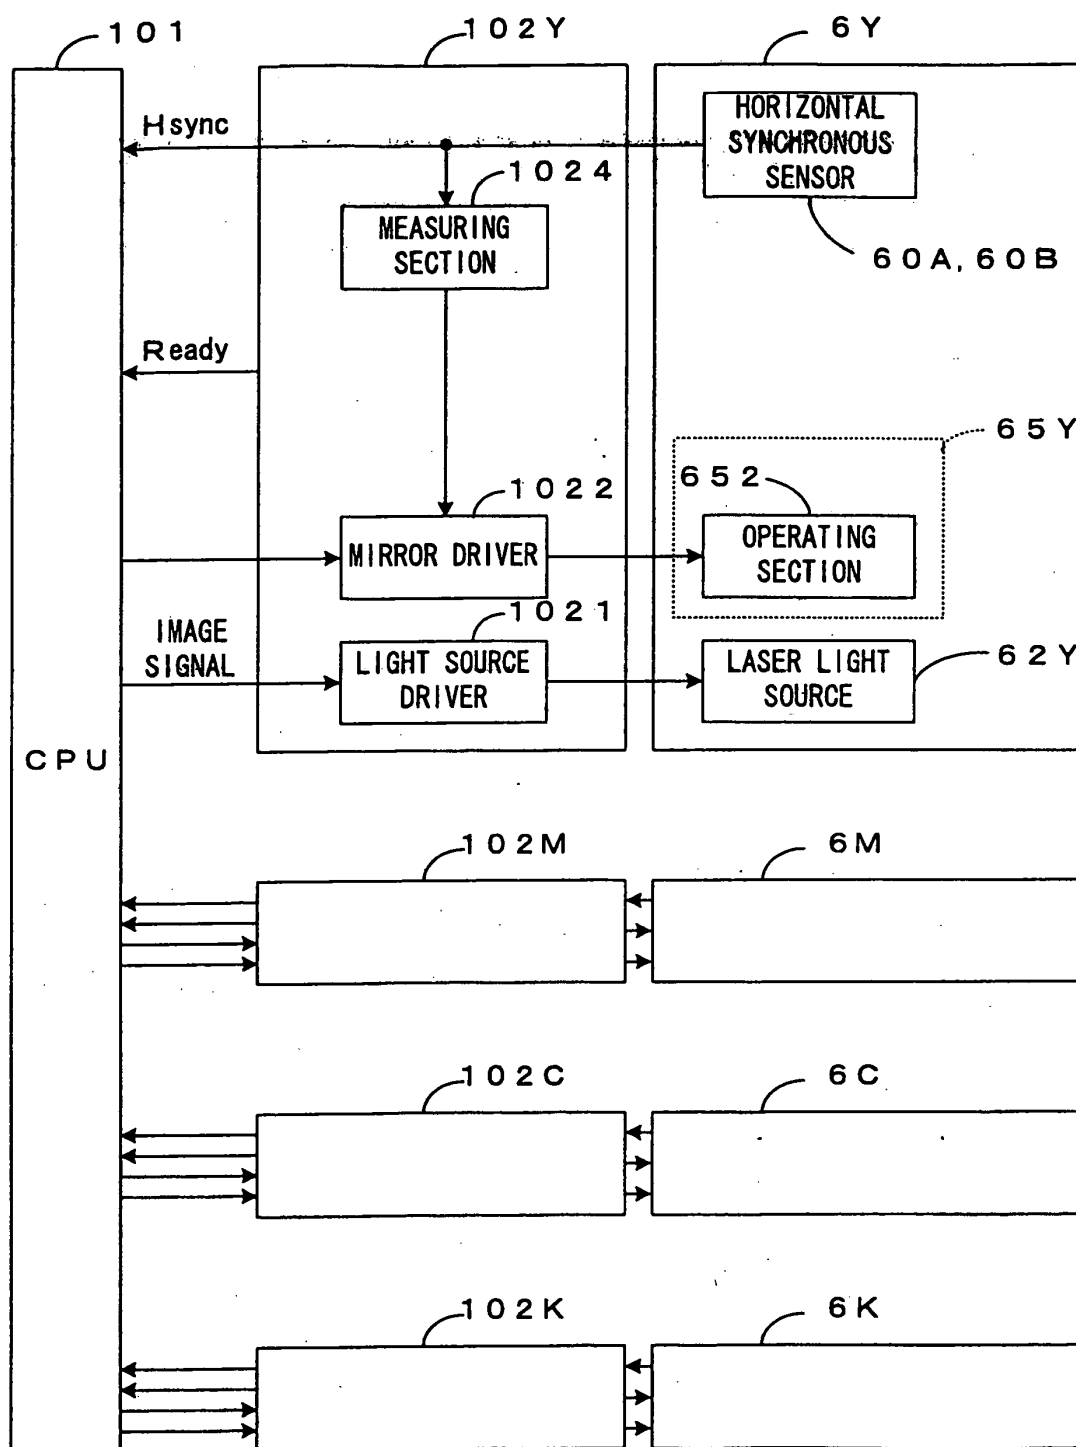 101
102Y
6Y
Hsync
HORIZONTAL
SYNCHRONOUS
SENSOR
1024
MEASURING
SECTION
60A, 60B
Ready
65Y
652
1022
MIRROR DRIVER
OPERATING
SECTION
1021
IMAGE
SIGNAL
LIGHT SOURCE
DRIVER
LASER LIGHT
SOURCE
62Y
CPU
102M
6M
102C
6C
102K
6K